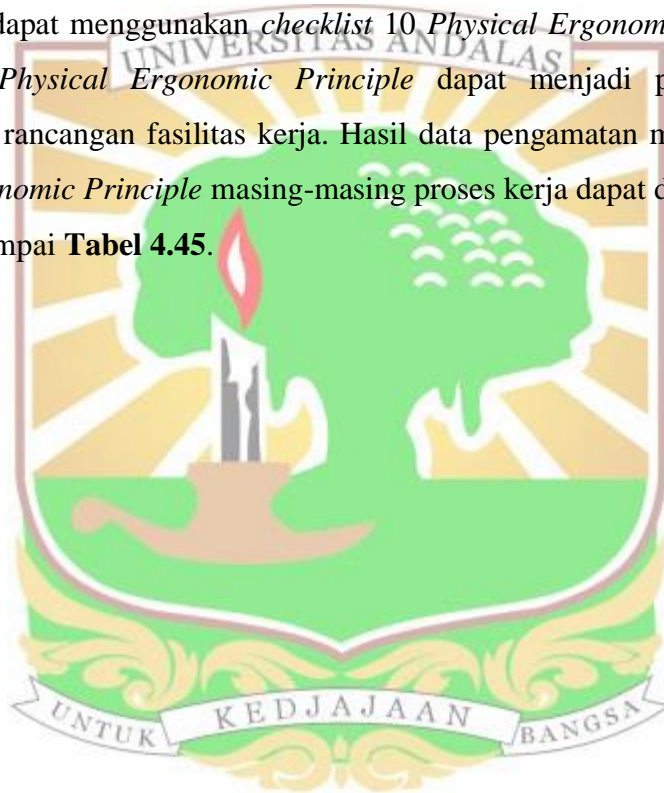 dapat menggunakan checklist 10 Physical Ergonom
UNIVERSITAS ANDALAS
Physical Ergonomic Principle dapat menjadi p
rancangan fasilitas kerja. Hasil data pengamatan m
nomic Principle masing-masing proses kerja dapat d
mpai Tabel 4.45.
UNTUK KEDJAJAAN BANGSA